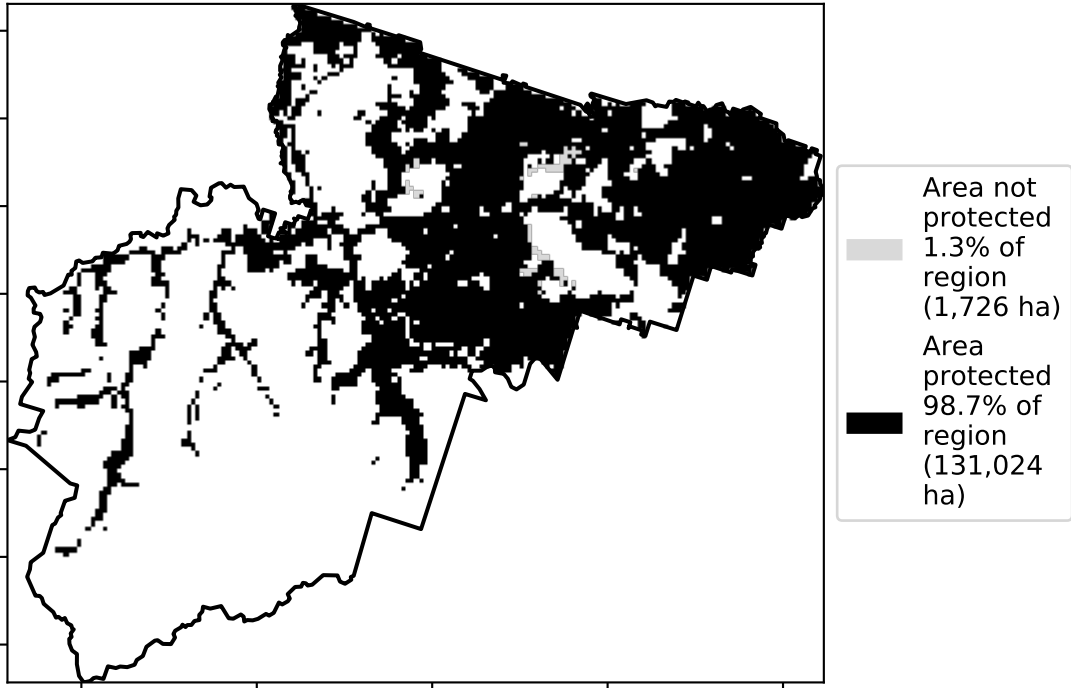 Area not
protected
1.3% of
region
(1,726 ha)
Area
protected
98.7% of
region
(131,024
ha)